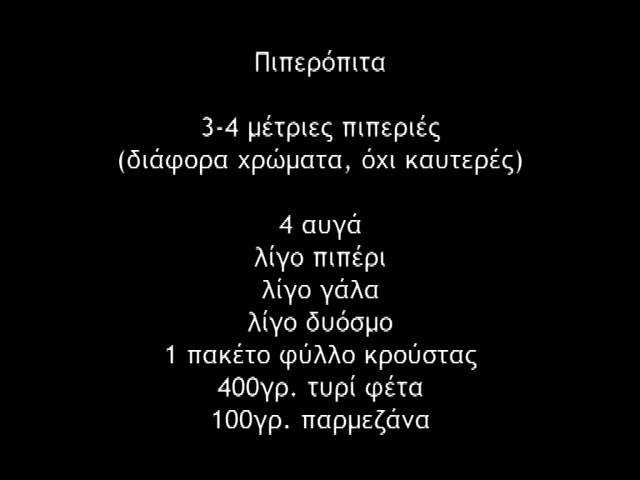 Πιπερόπιτα
3-4 μέτριες πιπεριές
(διάφορα χρώματα, όχι καυτερές)
4 αυγά
λίγο πιπέρι
λίγο γάλα
λίγο δυόσμο
1 πακέτο φύλλο κρούστας
400γρ. τυρί φέτα
100γρ. παρμεζάνα